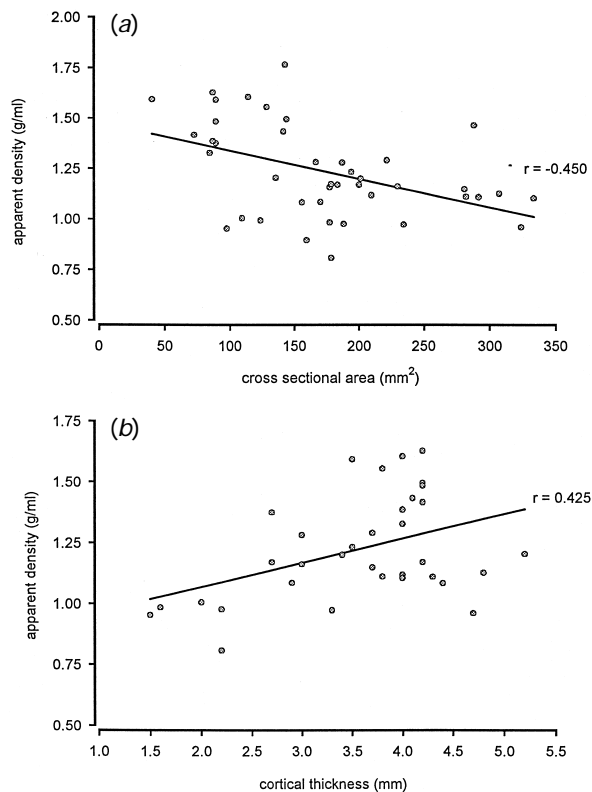 (a)
2.00
1.75
1.50
1.25
1.00
0.75
0.50
apparent density (g/ml)
r = -0.450
0 50 100 150 200 250 300 350
cross sectional area (mm²)
(b)
1.75
1.50
1.25
1.00
0.75
0.50
apparent density (g/ml)
r = 0.425
1.0 1.5 2.0 2.5 3.0 3.5 4.0 4.5 5.0 5.5
cortical thickness (mm)